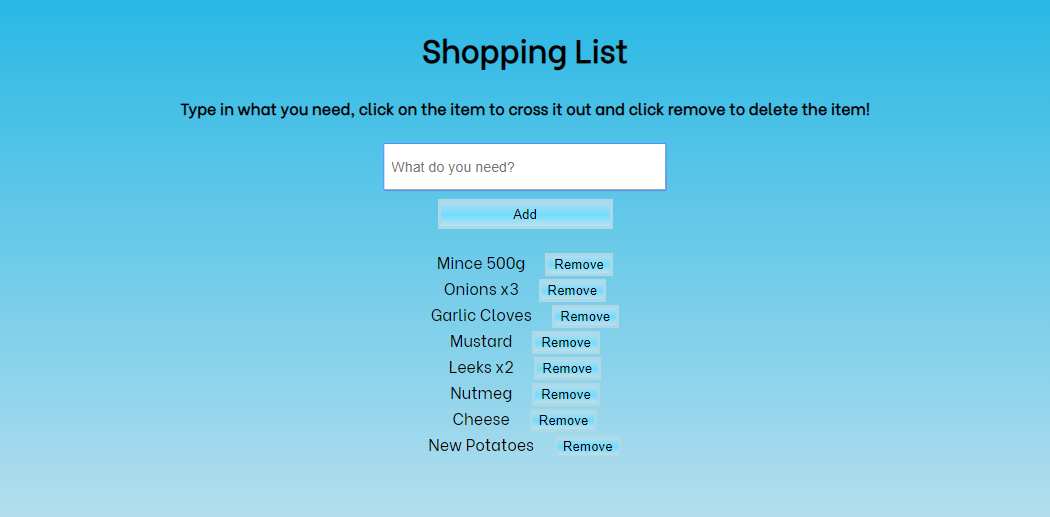 Shopping List
Type in what you need, click on the item to cross it out and click remove to delete the item!
What do you need?
Add
Mince 500g Remove
Onions x3 Remove
Garlic Cloves Remove
Mustard Remove
Leeks x2 Remove
Nutmeg Remove
Cheese Remove
New Potatoes Remove